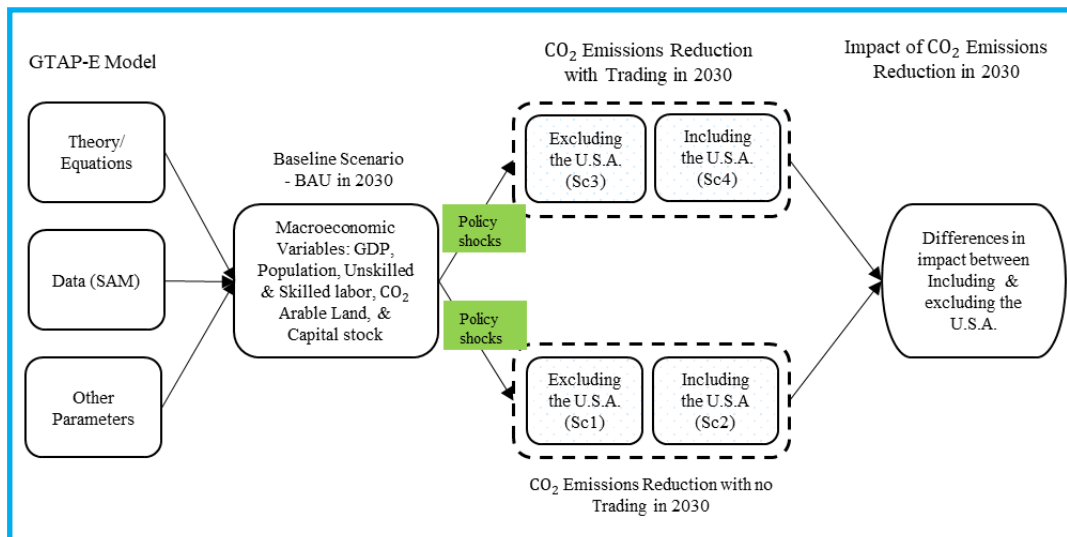 GTAP-E Model
Theory/
Equations
Data (SAM)
Other
Parameters
Baseline Scenario
- BAU in 2030
Macroeconomic
Variables: GDP,
Population, Unskilled
& Skilled labor, CO₂
Arable Land, &
Capital stock
Policy
shocks
Policy
shocks
CO₂ Emissions Reduction
with Trading in 2030
Excluding
the U.S.A.
(Sc3)
Including
the U.S.A.
(Sc4)
Excluding
the U.S.A.
(Sc1)
Including
the U.S.A
(Sc2)
CO₂ Emissions Reduction with no
Trading in 2030
Impact of CO₂ Emissions
Reduction in 2030
Differences in
impact between
Including &
excluding the
U.S.A.